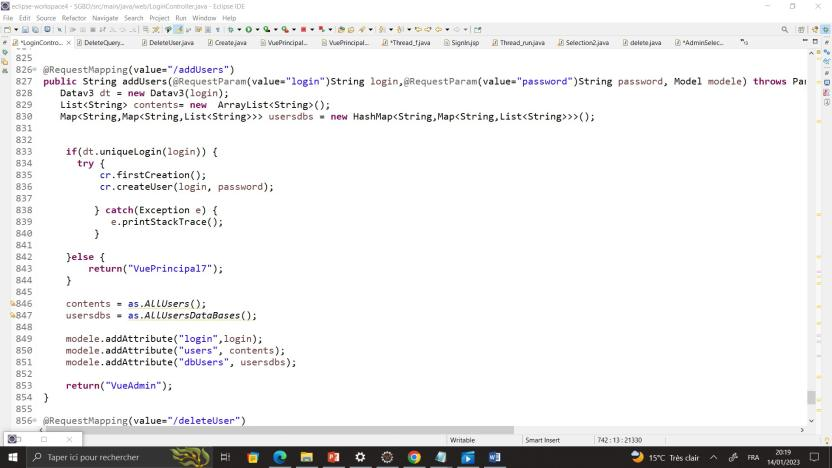 eclipse-workspace4 - SGBD/src/main/java/web/LoginController.java - Eclipse IDE
File Edit Source Refactor Navigate Search Project Run Window Help
*LoginContro... DeleteQuery... DeleteUser.java Create.java VuePrincipal... VuePrincipal... *Thread_f.java SignIn.jsp Thread_run.java Selection2.java delete.java *AdminSelec...
825
826 @RequestMapping(value="/addUsers")
827 public String addUsers(@RequestParam(value="login")String login,@RequestParam(value="password")String password, Model modele) throws Par
828 Datav3 dt = new Datav3(login);
829 List<String> contents= new ArrayList<String>();
830 Map<String,Map<String,List<String>>> usersdbs = new HashMap<String,Map<String,List<String>>>();
831
832
833 if(dt.uniqueLogin(login)) {
834 try {
835 cr.firstCreation();
836 cr.createUser(login, password);
837
838 } catch(Exception e) {
839 e.printStackTrace();
840 }
841
842 }else {
843 return("VuePrincipal7");
844 }
845
846 contents = as.AllUsers();
847 usersdbs = as.AllUsersDataBases();
848
849 modele.addAttribute("login",login);
850 modele.addAttribute("users", contents);
851 modele.addAttribute("dbUsers", usersdbs);
852
853 return("VueAdmin");
854 }
855
856 @RequestMapping(value="/deleteUser")
Writable Smart Insert 742 : 13 : 21330
Taper ici pour rechercher 15°C Très clair FRA 20:19
14/01/2023